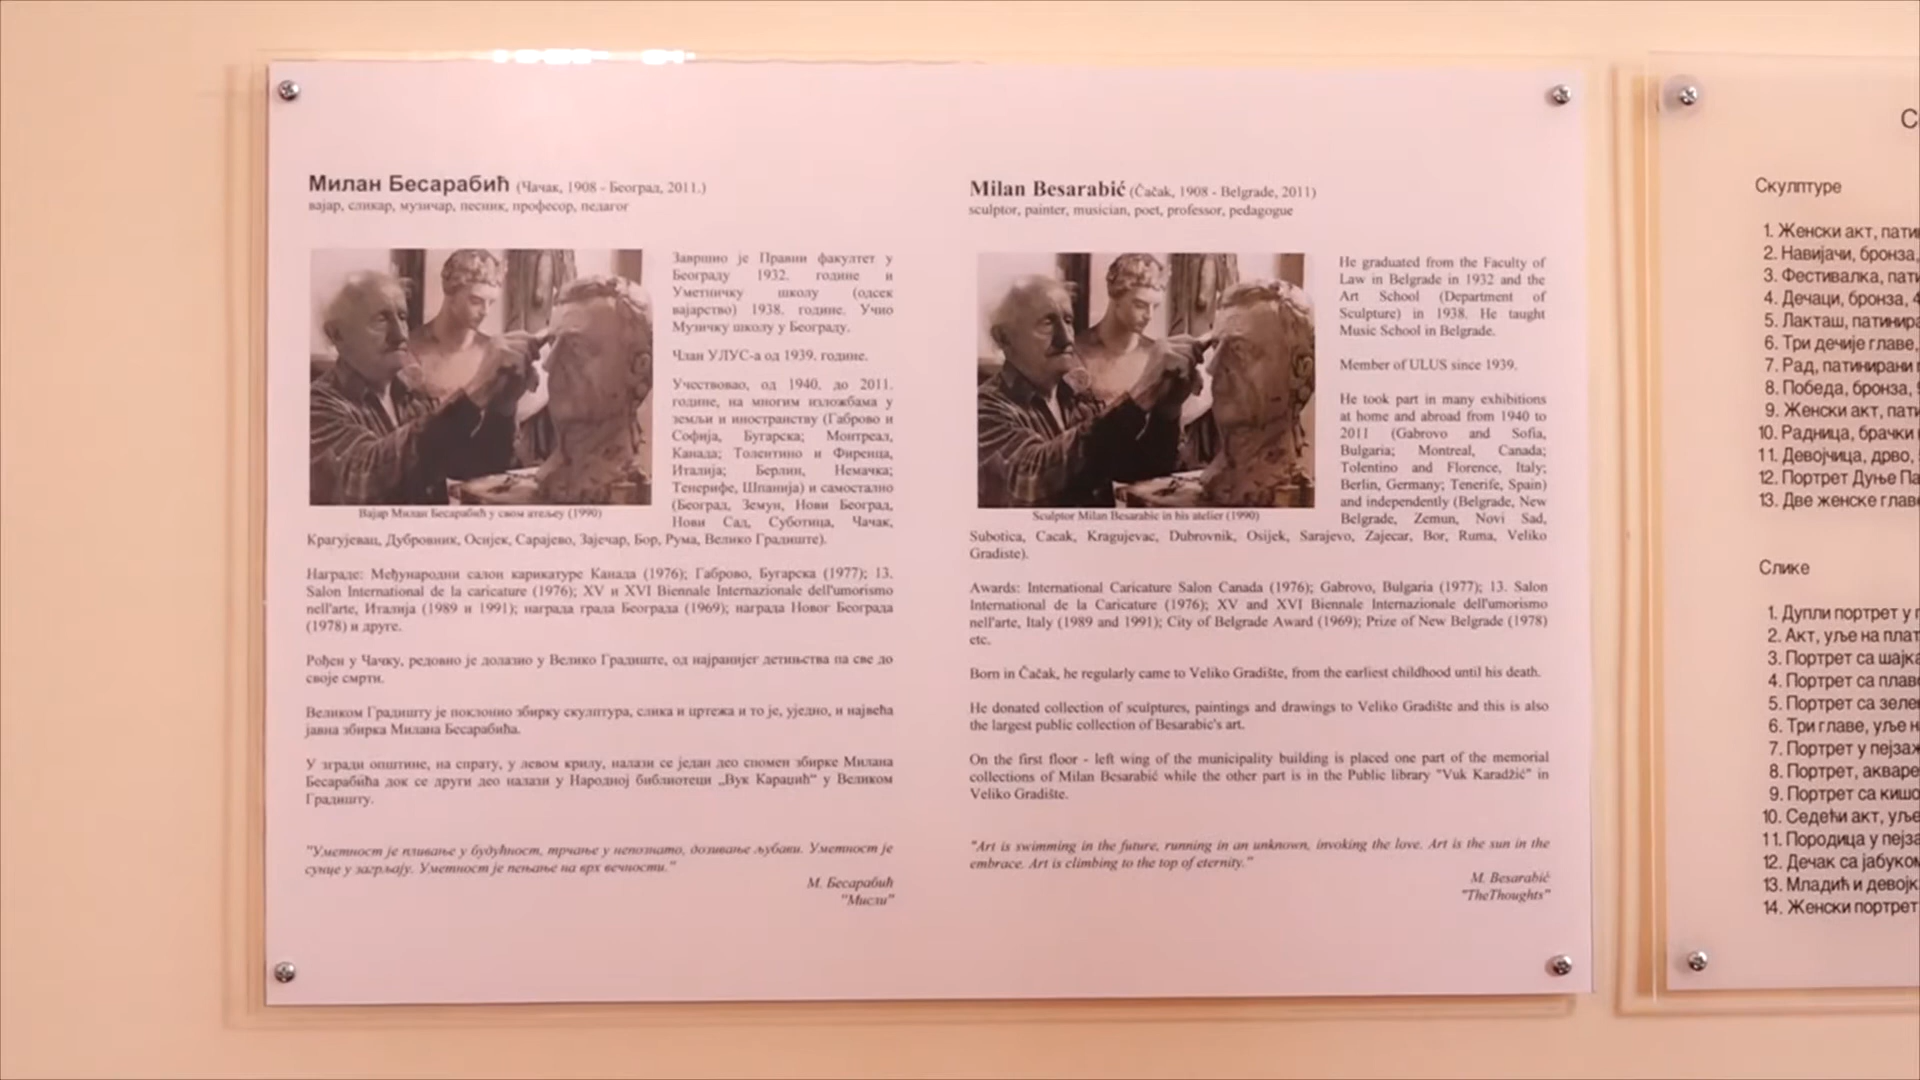 Милан Бесарабић (Чачак, 1908 - Београд, 2011.)
вајар, сликар, музичар, песник, професор, педагог
Завршио је Правни факултет у
Београду 1932. године и
Уметничку школу (одсек
вајарство) 1938. године. Учио
Музичку школу у Београду.
Члан УЛУС-а од 1939. године.
Учествовао, од 1940. до 2011.
године, на многим изложбама у
земљи и иностранству (Габрово и
Софија, Бугарска; Монтреал,
Канада; Толентино и Фиренца,
Италија; Берлин, Немачка;
Тенерифе, Шпанија) и самостално
(Београд, Земун, Нови Београд,
Нови Сад, Суботица, Чачак,
Вајар Милан Бесарабић у свом атељеу (1990)
Крагујевац, Дубровник, Осијек, Сарајево, Зајечар, Бор, Рума, Велико Градиште).
Награде: Међународни салон карикатуре Канада (1976); Габрово, Бугарска (1977); 13.
Salon International de la caricature (1976); XV и XVI Biennale Internazionale dell'umorismo
nell'arte, Италија (1989 и 1991); награда града Београда (1969); награда Новог Београда
(1978) и друге.
Рођен у Чачку, редовно је долазио у Велико Градиште, од најранијег детињства па све до
своје смрти.
Великом Градишту је поклонио збирку скулптура, слика и цртежа и то је, уједно, и највећа
јавна збирка Милана Бесарабића.
У згради општине, на спрату, у левом крилу, налази се један део спомен збирке Милана
Бесарабића док се други део налази у Народној библиотеци „Вук Караџић“ у Великом
Градишту.
"Уметност је пливање у будућност, трчање у непознато, дозивање љубави. Уметност је
сунце у загрљају. Уметност је пењање на врх вечности."
М. Бесарабић
"Мисли"
Milan Besarabić (Čačak, 1908 - Belgrade, 2011)
sculptor, painter, musician, poet, professor, pedagogue
He graduated from the Faculty of
Law in Belgrade in 1932 and the
Art School (Department of
Sculpture) in 1938. He taught
Music School in Belgrade.
Member of ULUS since 1939.
He took part in many exhibitions
at home and abroad from 1940 to
2011 (Gabrovo and Sofia,
Bulgaria; Montreal, Canada;
Tolentino and Florence, Italy;
Berlin, Germany; Tenerife, Spain)
and independently (Belgrade, New
Belgrade, Zemun, Novi Sad,
Sculptor Milan Besarabic in his atelier (1990)
Subotica, Cacak, Kragujevac, Dubrovnik, Osijek, Sarajevo, Zajecar, Bor, Ruma, Veliko
Gradiste).
Awards: International Caricature Salon Canada (1976); Gabrovo, Bulgaria (1977); 13. Salon
International de la Caricature (1976); XV and XVI Biennale Internazionale dell'umorismo
nell'arte, Italy (1989 and 1991); City of Belgrade Award (1969); Prize of New Belgrade (1978)
etc.
Born in Čačak, he regularly came to Veliko Gradište, from the earliest childhood until his death.
He donated collection of sculptures, paintings and drawings to Veliko Gradište and this is also
the largest public collection of Besarabic's art.
On the first floor - left wing of the municipality building is placed one part of the memorial
collections of Milan Besarabić while the other part is in the Public library "Vuk Karadžić" in
Veliko Gradište.
"Art is swimming in the future, running in an unknown, invoking the love. Art is the sun in the
embrace. Art is climbing to the top of eternity."
M. Besarabić
"TheThoughts"
Скулптуре
1. Женски акт,
2. Навијачи, бронза,
3. Фестивалка,
4. Дечаци, бронза,
5. Лакташ,
6. Три дечије главе,
7. Рад, патинирани
8. Победа, бронза,
9. Женски акт,
10. Радница, брачки
11. Девојчица, дрво,
12. Портрет Дуње
13. Две женске
Слике
1. Дупли портрет у
2. Акт, уље на
3. Портрет са
4. Портрет са
5. Портрет са
6. Три главе, уље
7. Портрет у
8. Портрет,
9. Портрет са
10. Седећи акт,
11. Породица у
12. Дечак са
13. Младић и
14. Женски портрет